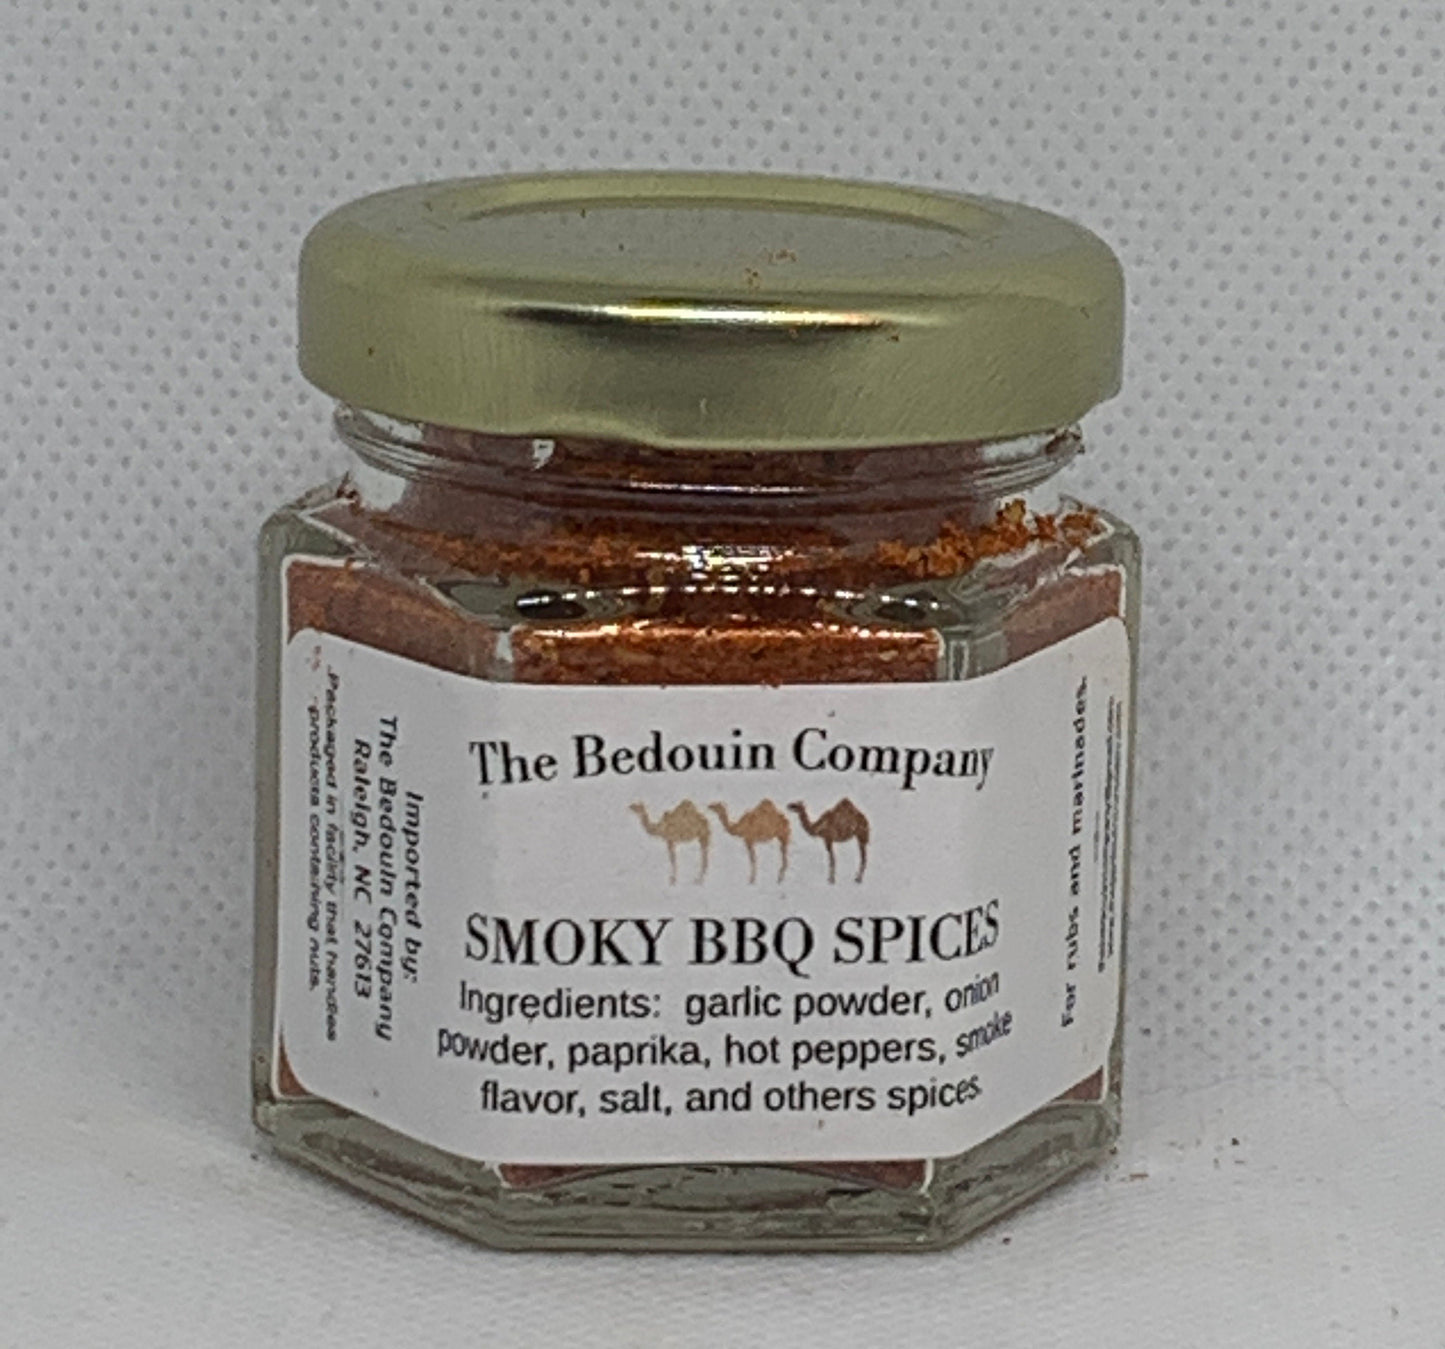 The Bedouin Company
SMOKY BBQ SPICES
Ingredients: garlic powder, onion
powder, paprika, hot peppers, smoke
flavor, salt, and others spices.
Imported by:
The Bedouin Company
Raleigh, NC 27613
Packaged in facility that handles
products containing nuts.
For rubs and marinades.